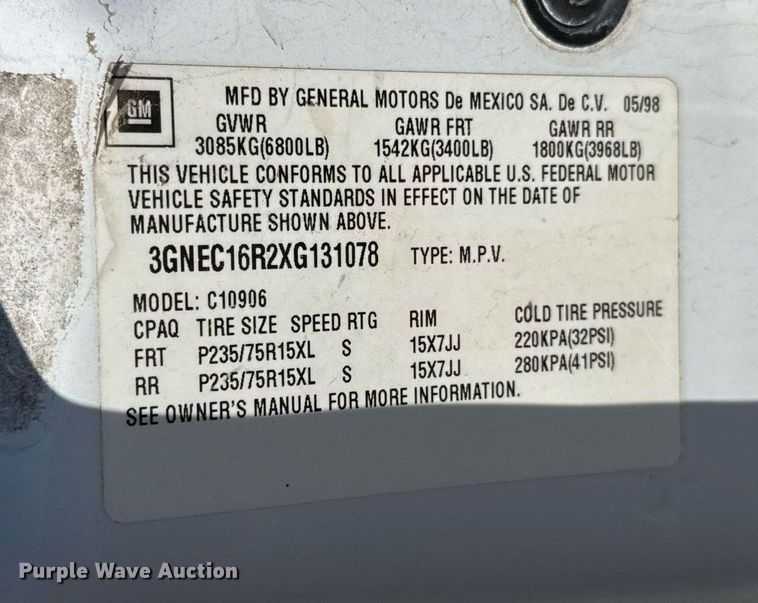 GM
MFD BY GENERAL MOTORS De MEXICO SA. De C.V. 05/98
GVWR GAWR FRT GAWR RR
3085KG(6800LB) 1542KG(3400LB) 1800KG(3968LB)
THIS VEHICLE CONFORMS TO ALL APPLICABLE U.S. FEDERAL MOTOR
VEHICLE SAFETY STANDARDS IN EFFECT ON THE DATE OF
MANUFACTURE SHOWN ABOVE.
3GNEC16R2XG131078 TYPE: M.P.V.
MODEL: C10906
CPAQ TIRE SIZE SPEED RTG RIM COLD TIRE PRESSURE
FRT P235/75R15XL S 15X7JJ 220KPA(32PSI)
RR P235/75R15XL S 15X7JJ 280KPA(41PSI)
SEE OWNER'S MANUAL FOR MORE INFORMATION.
Purple Wave Auction